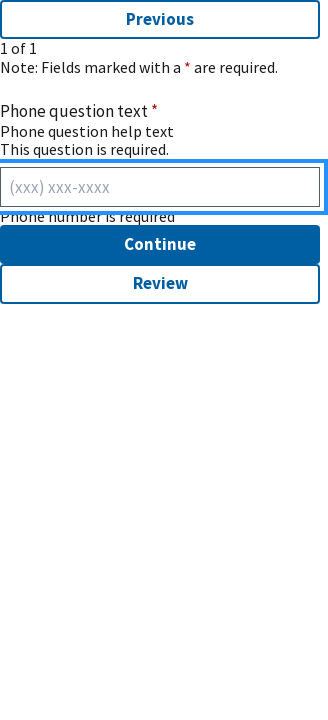 Previous
1 of 1
Note: Fields marked with a * are required.
Phone question text *
Phone question help text
This question is required.
(xxx) xxx-xxxx
Phone number is required
Continue
Review